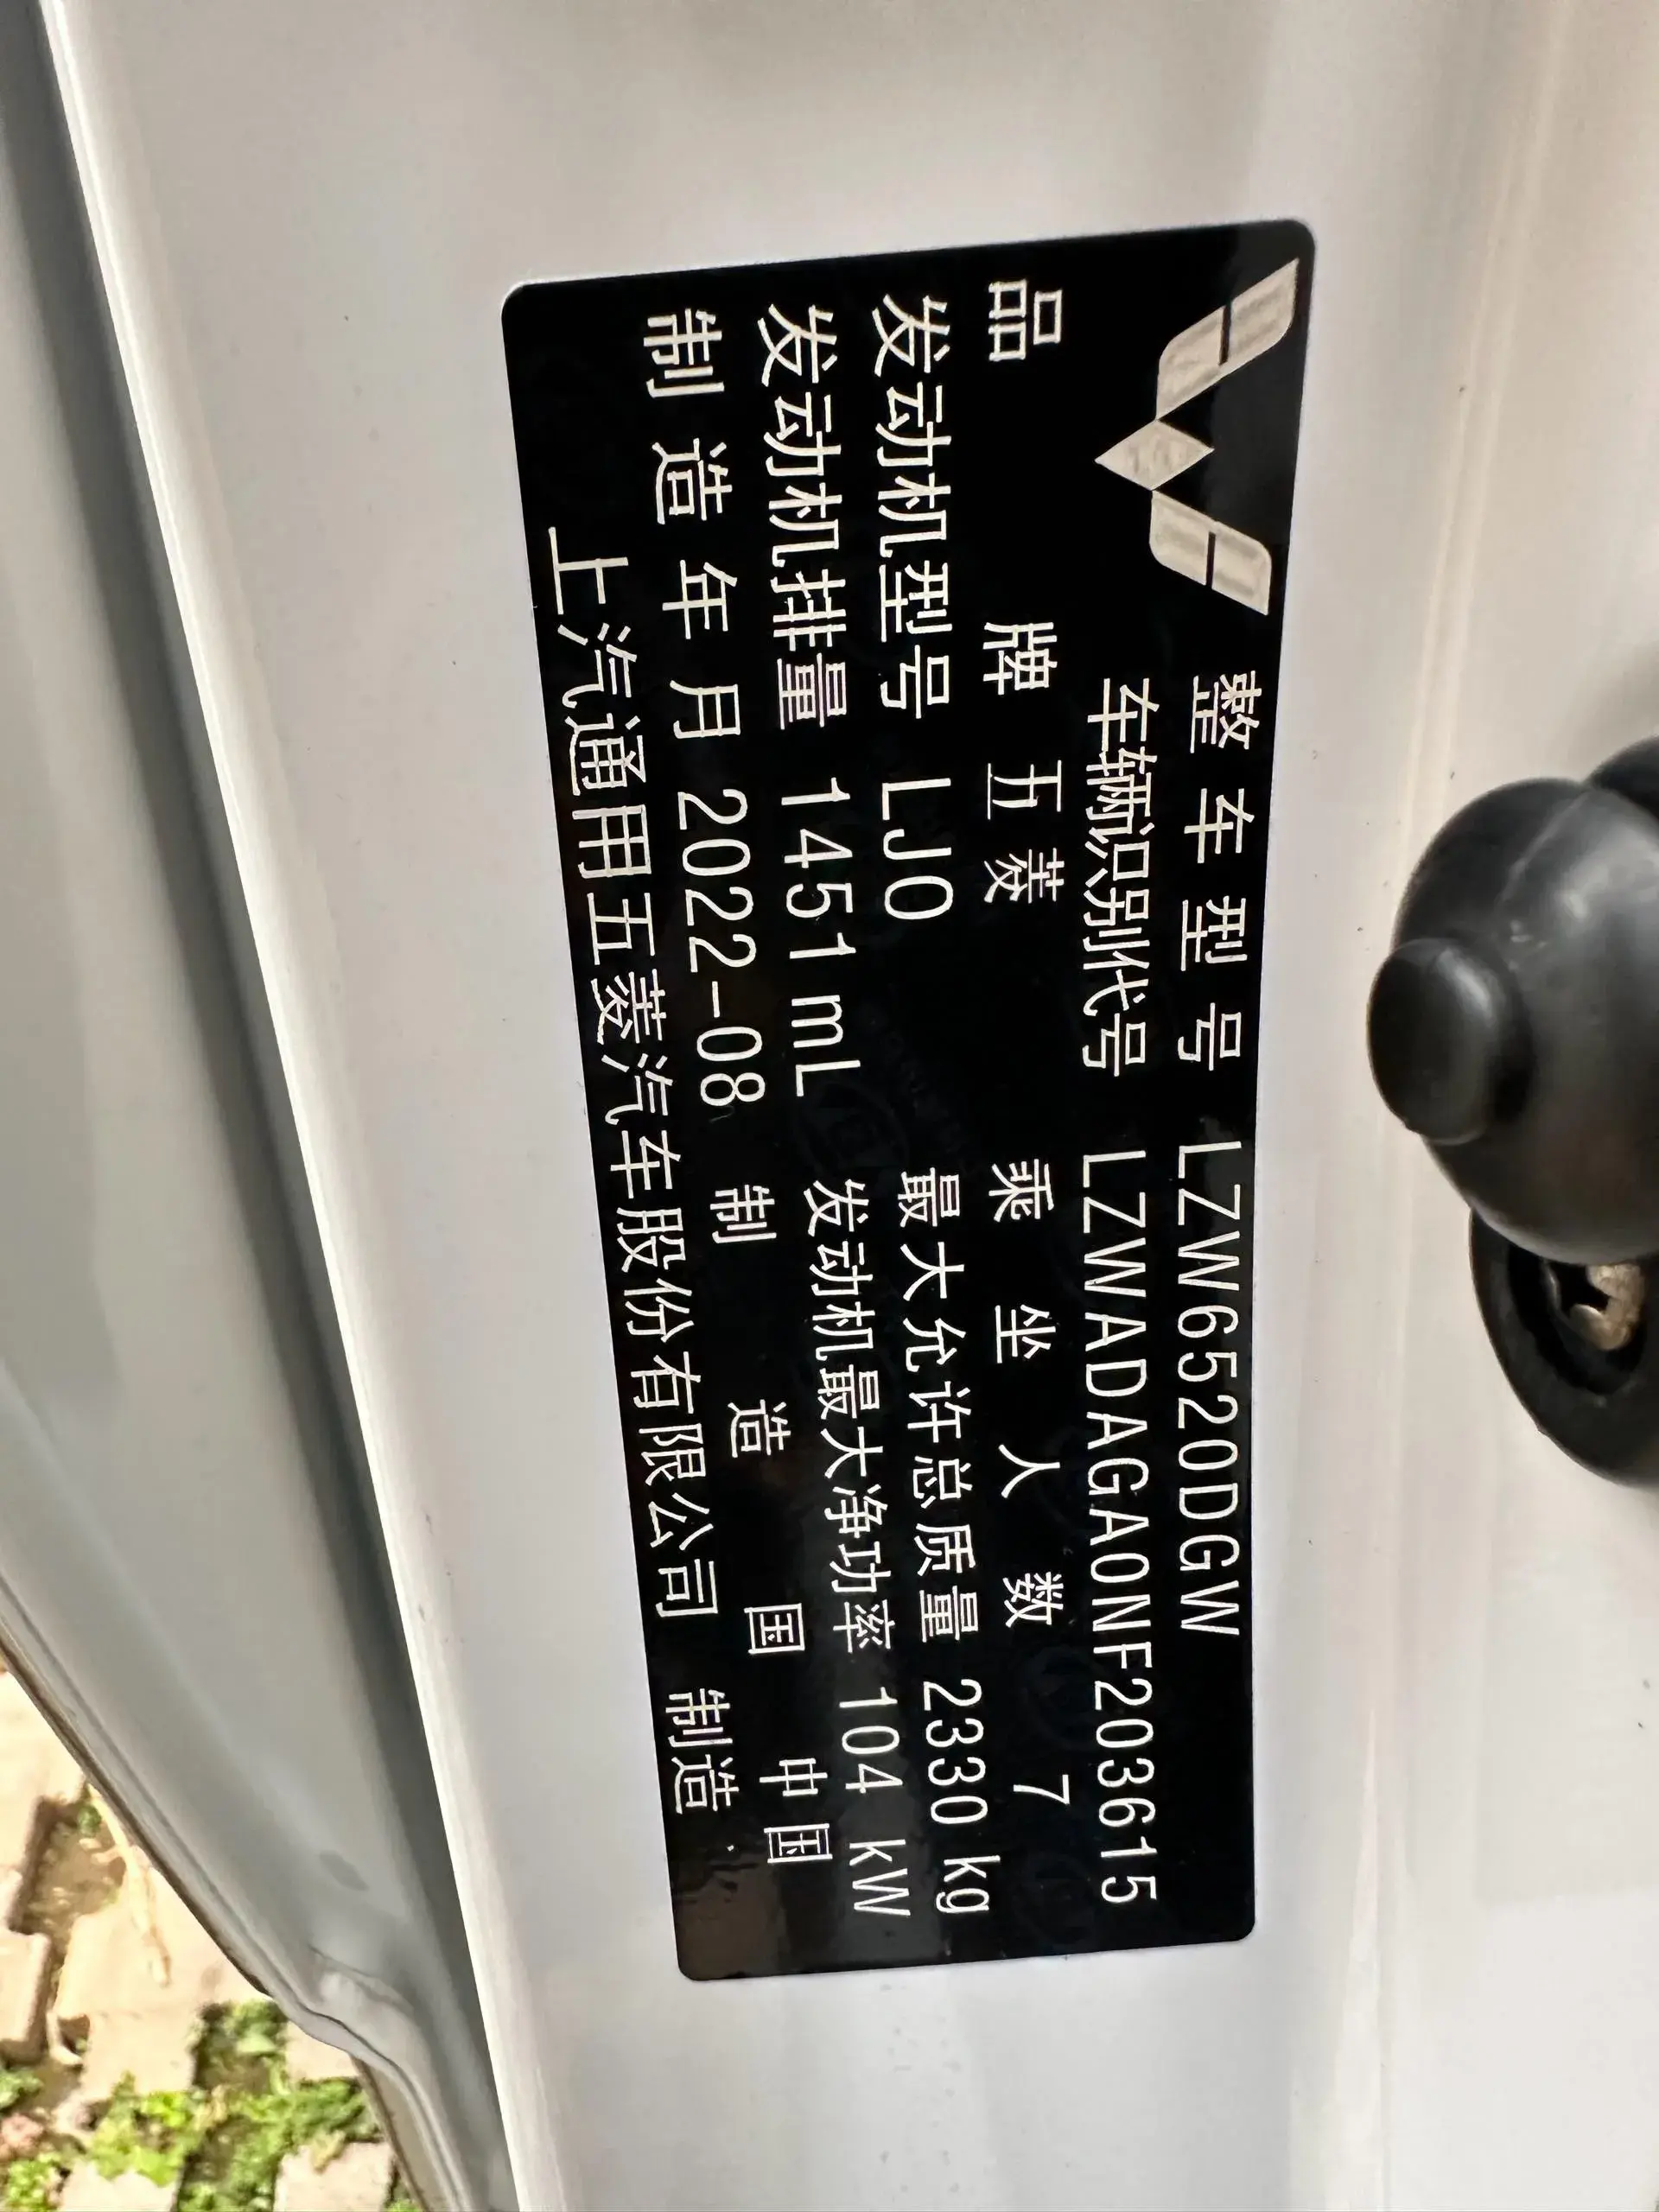 整车型号 LZW6520DGW
车辆识别代号 LZWADAGA0NF203615
品牌 五菱 乘坐人数 7
发动机型号 LJO 最大允许总质量 2330 kg
发动机排量 1451 mL 发动机最大净功率 104 kW
制造年月 2022-08 制造国 中国
上汽通用五菱汽车股份有限公司 制造